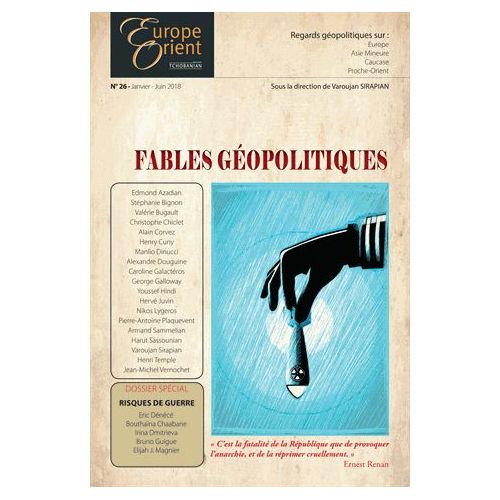 Europe
Orient
TCHOBANIAN
Regards géopolitiques sur :
Europe
Asie Mineure
Caucase
Proche-Orient
N° 26 - Janvier - Juin 2018
Sous la direction de Varoujan SIRAPIAN
FABLES GÉOPOLITIQUES
Edmond Azadian
Stéphanie Bignon
Valérie Bugault
Christophe Chiclet
Alain Corvez
Henry Cuny
Manlio Dinucci
Alexandre Douguine
Caroline Galactéros
George Galloway
Youssef Hindi
Hervé Juvin
Nikos Lygeros
Pierre-Antoine Plaquevent
Armand Sammelian
Harut Sassounian
Varoujan Sirapian
Henri Temple
Jean-Michel Vernochet
DOSSIER SPÉCIAL
RISQUES DE GUERRE
Eric Dénécé
Bouthaïna Chaabane
Irina Dmitrieva
Bruno Guigue
Elijah J. Magnier
« C'est la fatalité de la République que de provoquer
l'anarchie, et de la réprimer cruellement. »
Ernest Renan